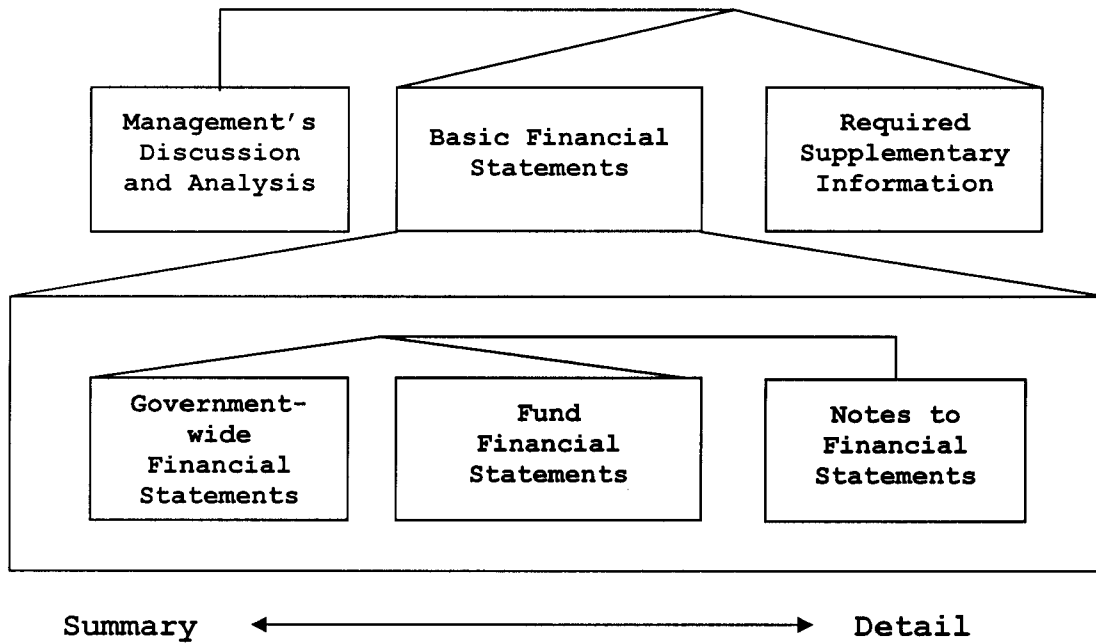 Management's
Discussion
and Analysis
Basic Financial
Statements
Required
Supplementary
Information
Government-
wide
Financial
Statements
Fund
Financial
Statements
Notes to
Financial
Statements
Summary
Detail